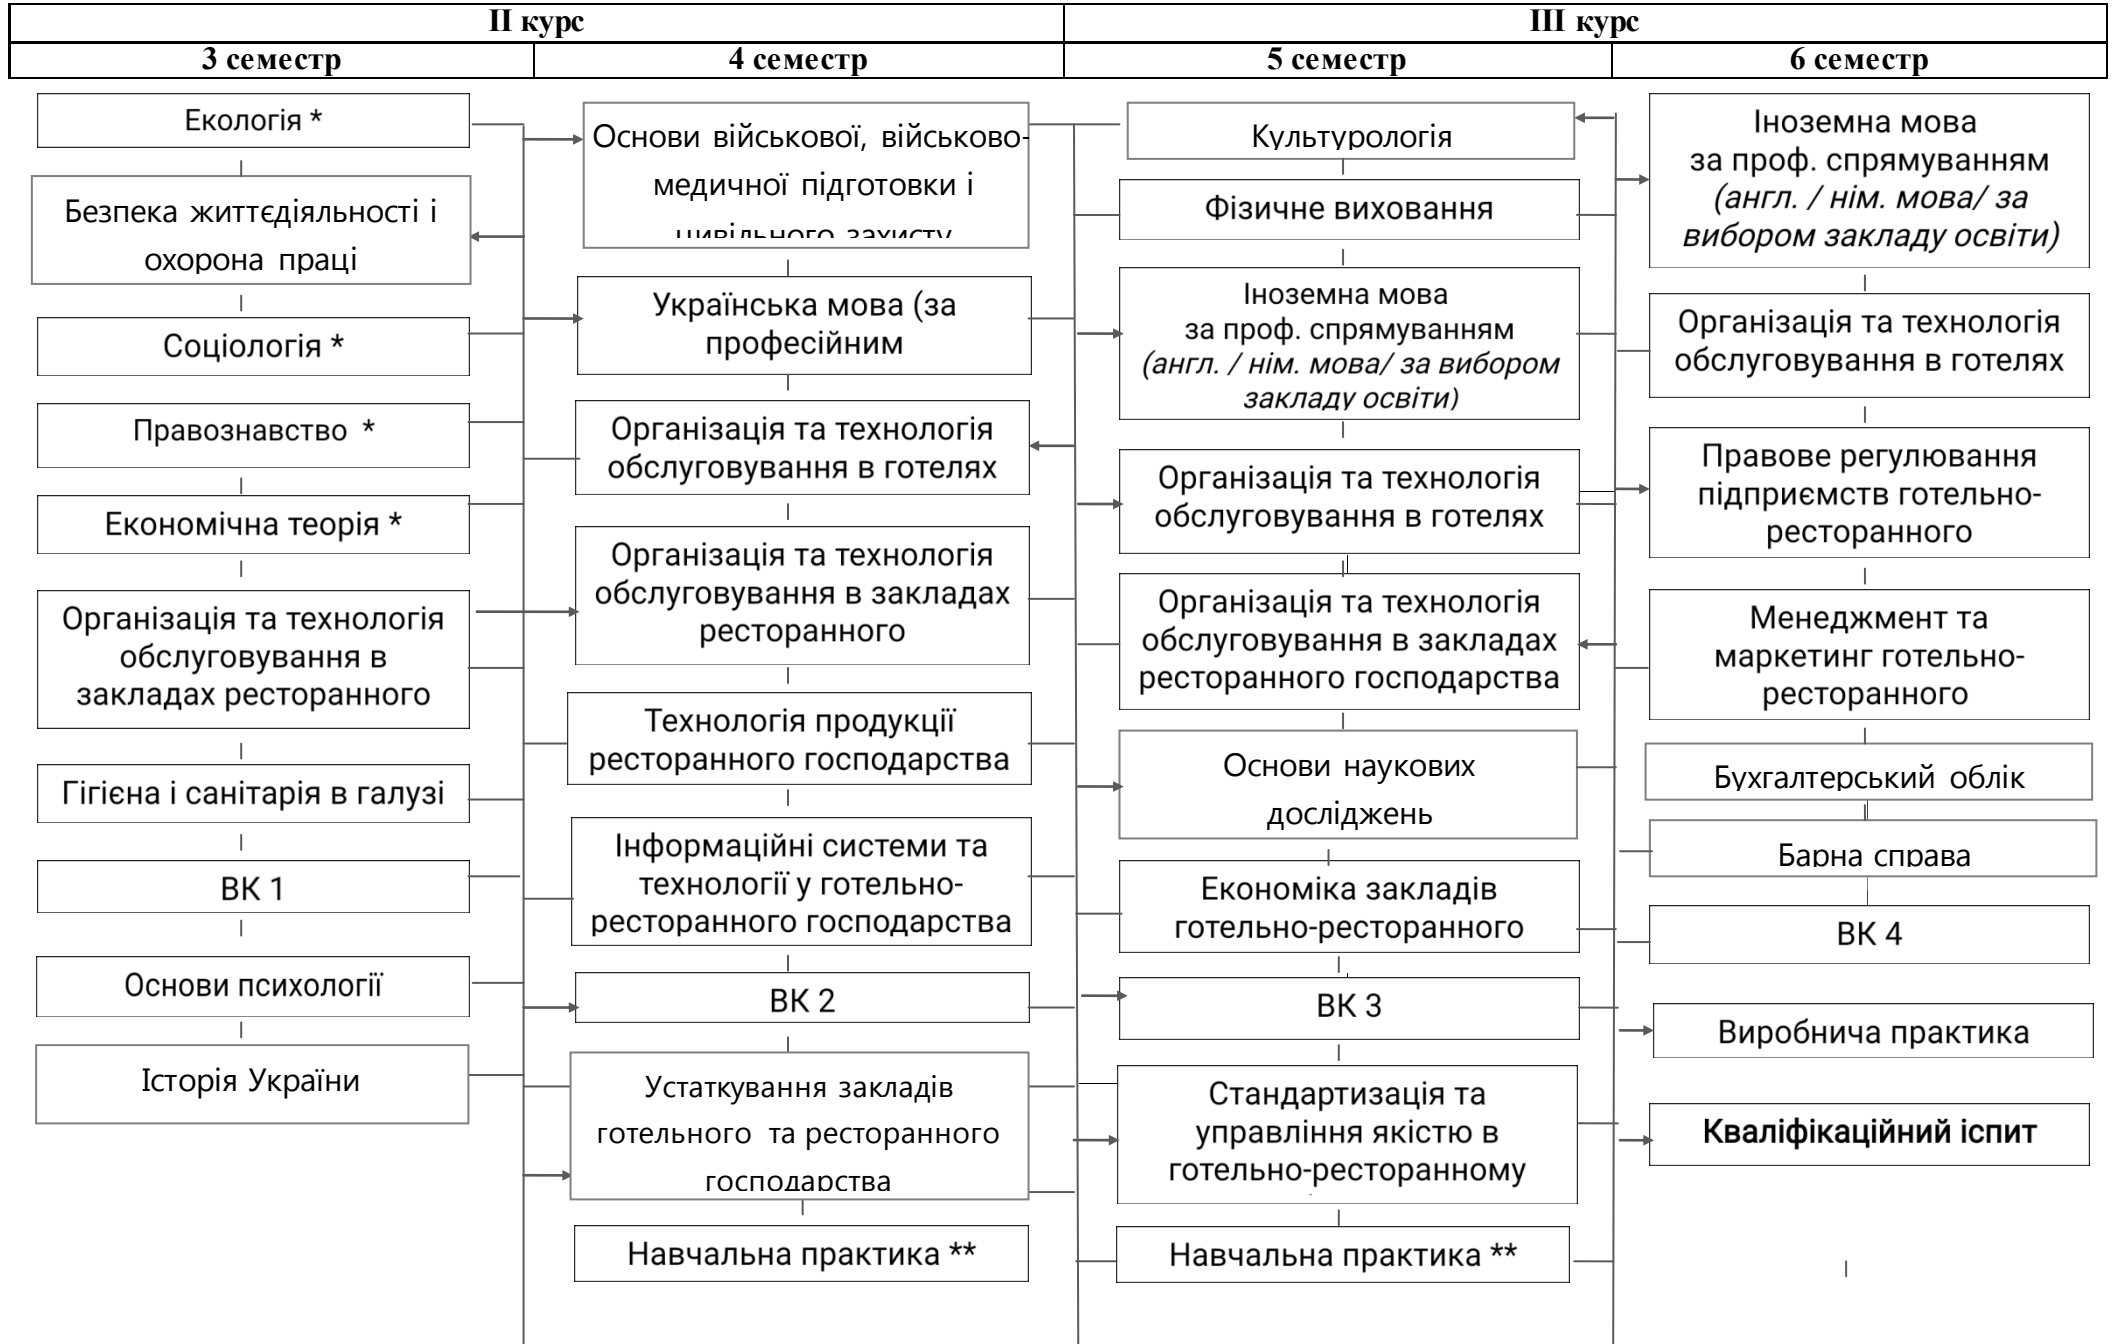 II курс
III курс
3 семестр
4 семестр
5 семестр
6 семестр
Екологія *
Безпека життєдіяльності і
охорона праці
Соціологія *
Правознавство *
Економічна теорія *
Організація та технологія
обслуговування в
закладах ресторанного
Гігієна і санітарія в галузі
ВК 1
Основи психології
Історія України
Основи військової, військово-
медичної підготовки і
цивільного захисту
Українська мова (за
професійним
Організація та технологія
обслуговування в готелях
Організація та технологія
обслуговування в закладах
ресторанного
Технологія продукції
ресторанного господарства
Інформаційні системи та
технології у готельно-
ресторанного господарства
ВК 2
Устаткування закладів
готельного та ресторанного
господарства
Навчальна практика **
Культурологія
Фізичне виховання
Іноземна мова
за проф. спрямуванням
(англ. / нім. мова/ за вибором
закладу освіти)
Організація та технологія
обслуговування в готелях
Організація та технологія
обслуговування в закладах
ресторанного господарства
Основи наукових
досліджень
Економіка закладів
готельно-ресторанного
ВК 3
Стандартизація та
управління якістю в
готельно-ресторанному
Навчальна практика **
Іноземна мова
за проф. спрямуванням
(англ. / нім. мова/ за
вибором закладу освіти)
Організація та технологія
обслуговування в готелях
Правове регулювання
підприємств готельно-
ресторанного
Менеджмент та
маркетинг готельно-
ресторанного
Бухгалтерський облік
Барна справа
ВК 4
Виробнича практика
Кваліфікаційний іспит